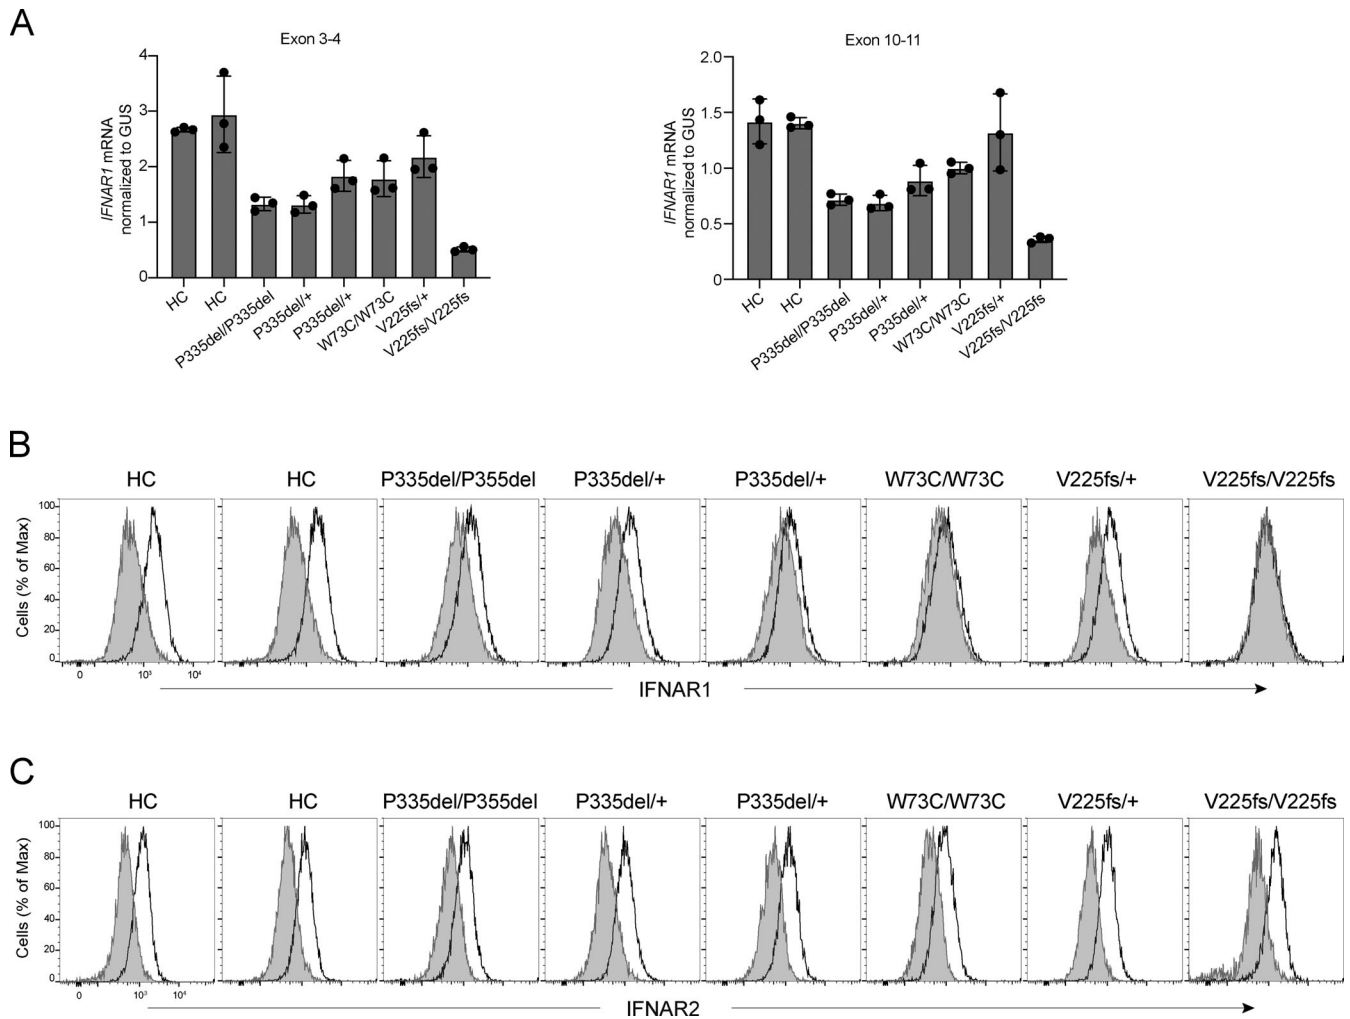 A
Exon 3-4
IFNAR1 mRNA
normalized to GUS
4
3
2
1
0
HC
HC
P335del/P335del
P335del/+
P335del/+
W73C/W73C
V225fs/+
V225fs/V225fs
Exon 10-11
IFNAR1 mRNA
normalized to GUS
2.0
1.5
1.0
0.5
0
HC
HC
P335del/P335del
P335del/+
P335del/+
W73C/W73C
V225fs/+
V225fs/V225fs
B
HC HC P335del/P355del P335del/+ P335del/+ W73C/W73C V225fs/+ V225fs/V225fs
Cells (% of Max)
100
80
60
40
20
0
0 10³ 10⁴
IFNAR1
C
HC HC P335del/P355del P335del/+ P335del/+ W73C/W73C V225fs/+ V225fs/V225fs
Cells (% of Max)
100
80
60
40
20
0
0 10³ 10⁴
IFNAR2